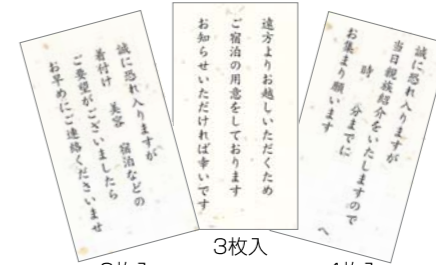 誠に恐れ入りますが
着付け　美容　宿泊などの
ご要望がございましたら
お早めにご連絡くださいませ
遠方よりお越しいただくため
ご宿泊の用意をしております
お知らせいただければ幸いです
誠に恐れ入りますが
当日親族紹介をいたしますので
時　分までに
お集まり願います
へ
3枚入